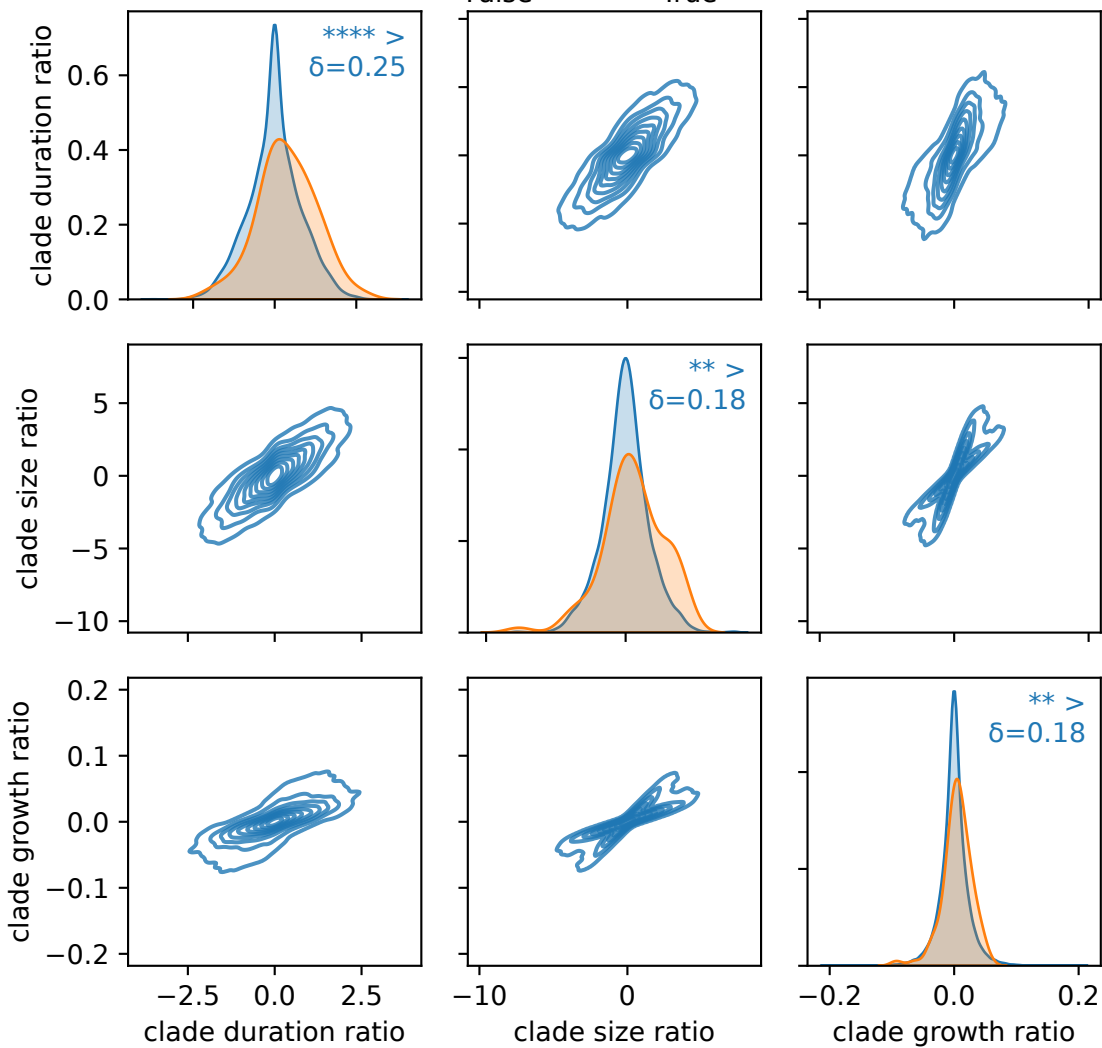 clade duration ratio
0.6
0.4
0.2
0.0
**** >
δ=0.25
clade size ratio
5
0
−5
−10
** >
δ=0.18
clade growth ratio
0.2
0.1
0.0
−0.1
−0.2
** >
δ=0.18
−2.5 0.0 2.5
−10 0
−0.2 0.0 0.2
clade duration ratio
clade size ratio
clade growth ratio